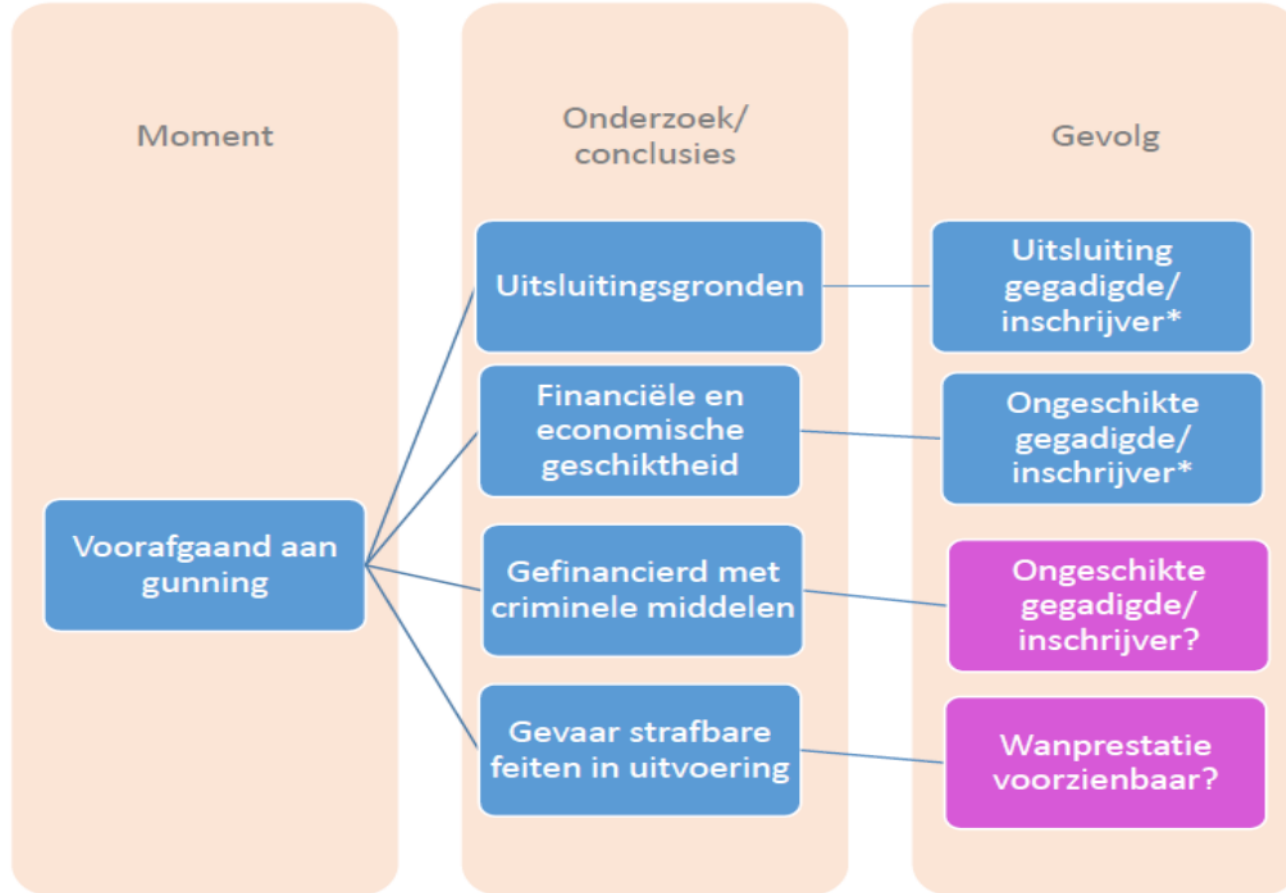 Moment
Onderzoek/
conclusies
Gevolg
Voorafgaand aan
gunning
Uitsluitingsgronden
Uitsluiting
gegadigde/
inschrijver*
Financiële en
economische
geschiktheid
Ongeschikte
gegadigde/
inschrijver*
Gefinancierd met
criminele middelen
Ongeschikte
gegadigde/
inschrijver?
Gevaar strafbare
feiten in uitvoering
Wanprestatie
voorzienbaar?